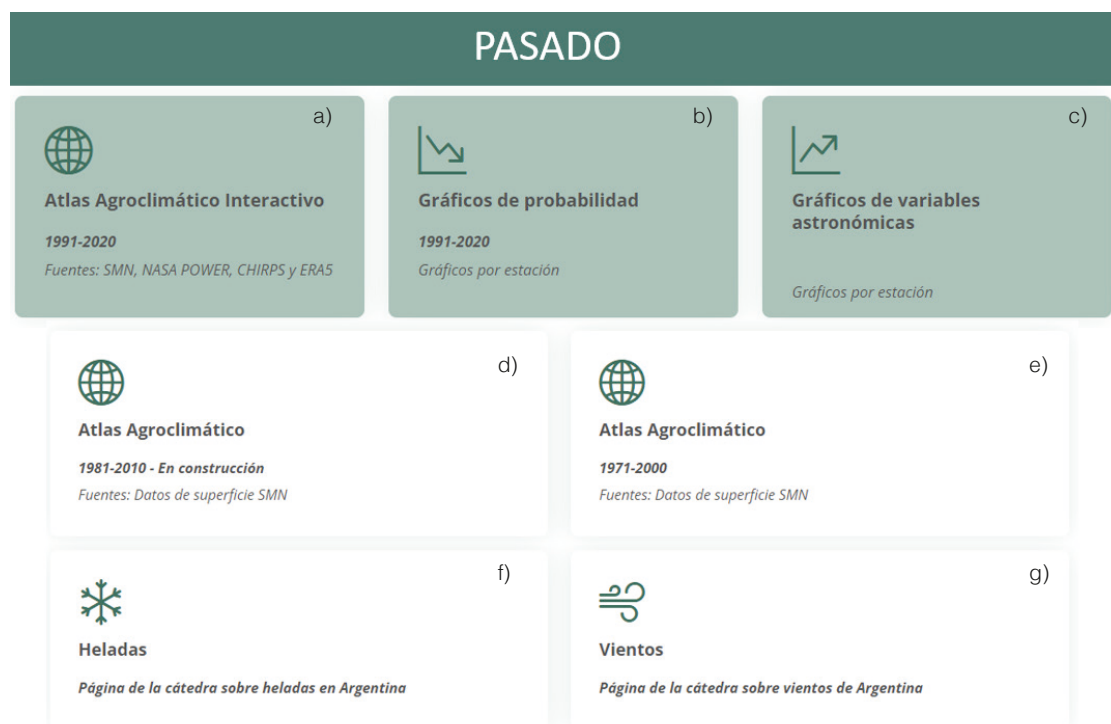 PASADO
a)
Atlas Agroclimático Interactivo
1991-2020
Fuentes: SMN, NASA POWER, CHIRPS y ERA5
b)
Gráficos de probabilidad
1991-2020
Gráficos por estación
c)
Gráficos de variables
astronómicas
Gráficos por estación
d)
Atlas Agroclimático
1981-2010 - En construcción
Fuentes: Datos de superficie SMN
e)
Atlas Agroclimático
1971-2000
Fuentes: Datos de superficie SMN
f)
Heladas
Página de la cátedra sobre heladas en Argentina
g)
Vientos
Página de la cátedra sobre vientos de Argentina